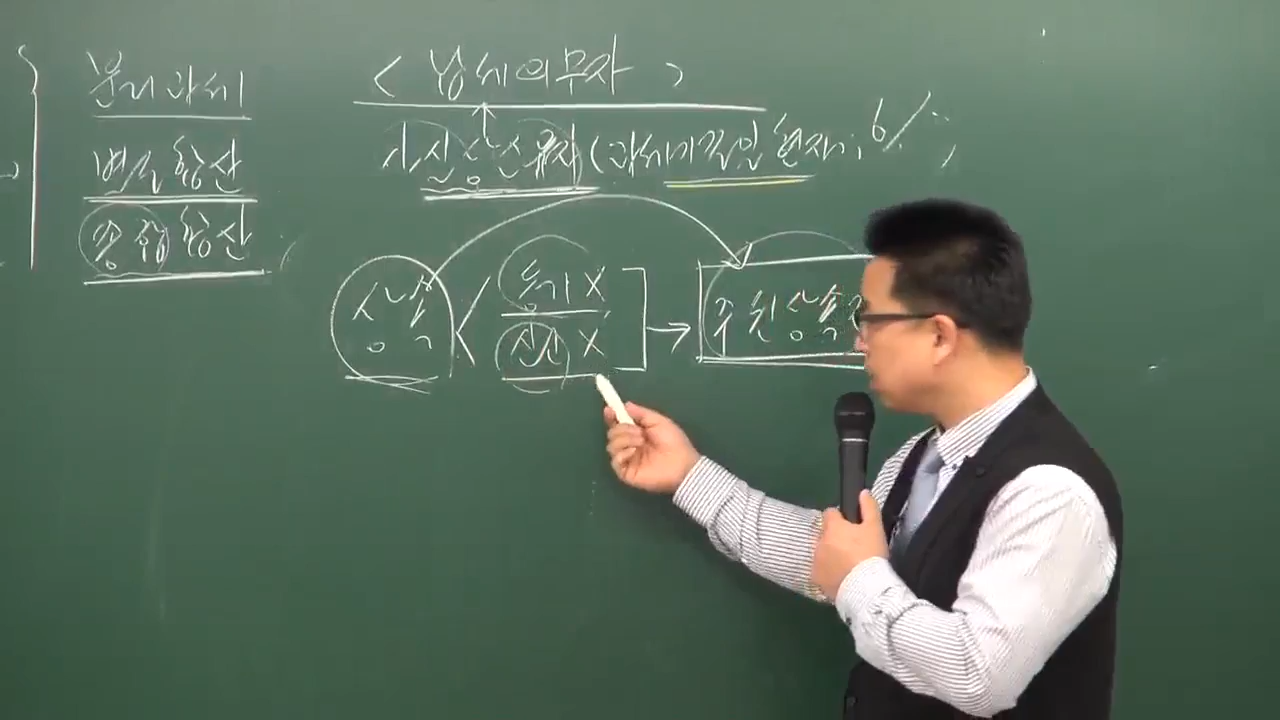 분리과세
별도합산
종합합산
< 납세의무자 >
사실상 소유자 (과세기준일 현재; 6/1)
상속 < 등기 X
신고 X
→ 주된 상속